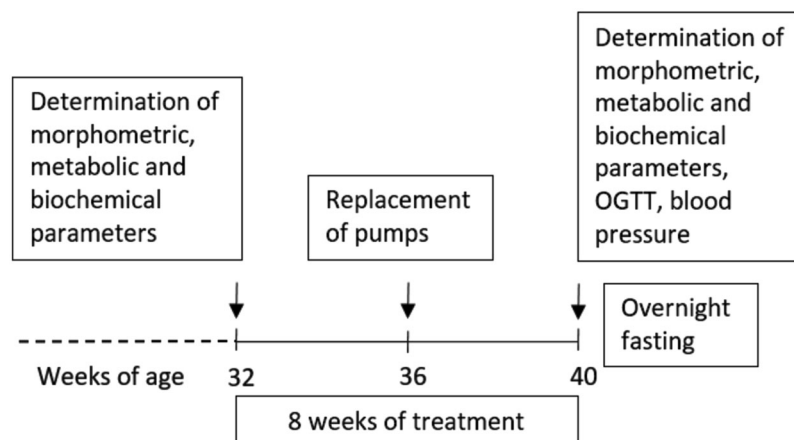 Determination of
morphometric,
metabolic and
biochemical
parameters
Replacement
of pumps
Determination of
morphometric,
metabolic and
biochemical
parameters,
OGTT, blood
pressure
Overnight
fasting
Weeks of age 32 36 40
8 weeks of treatment